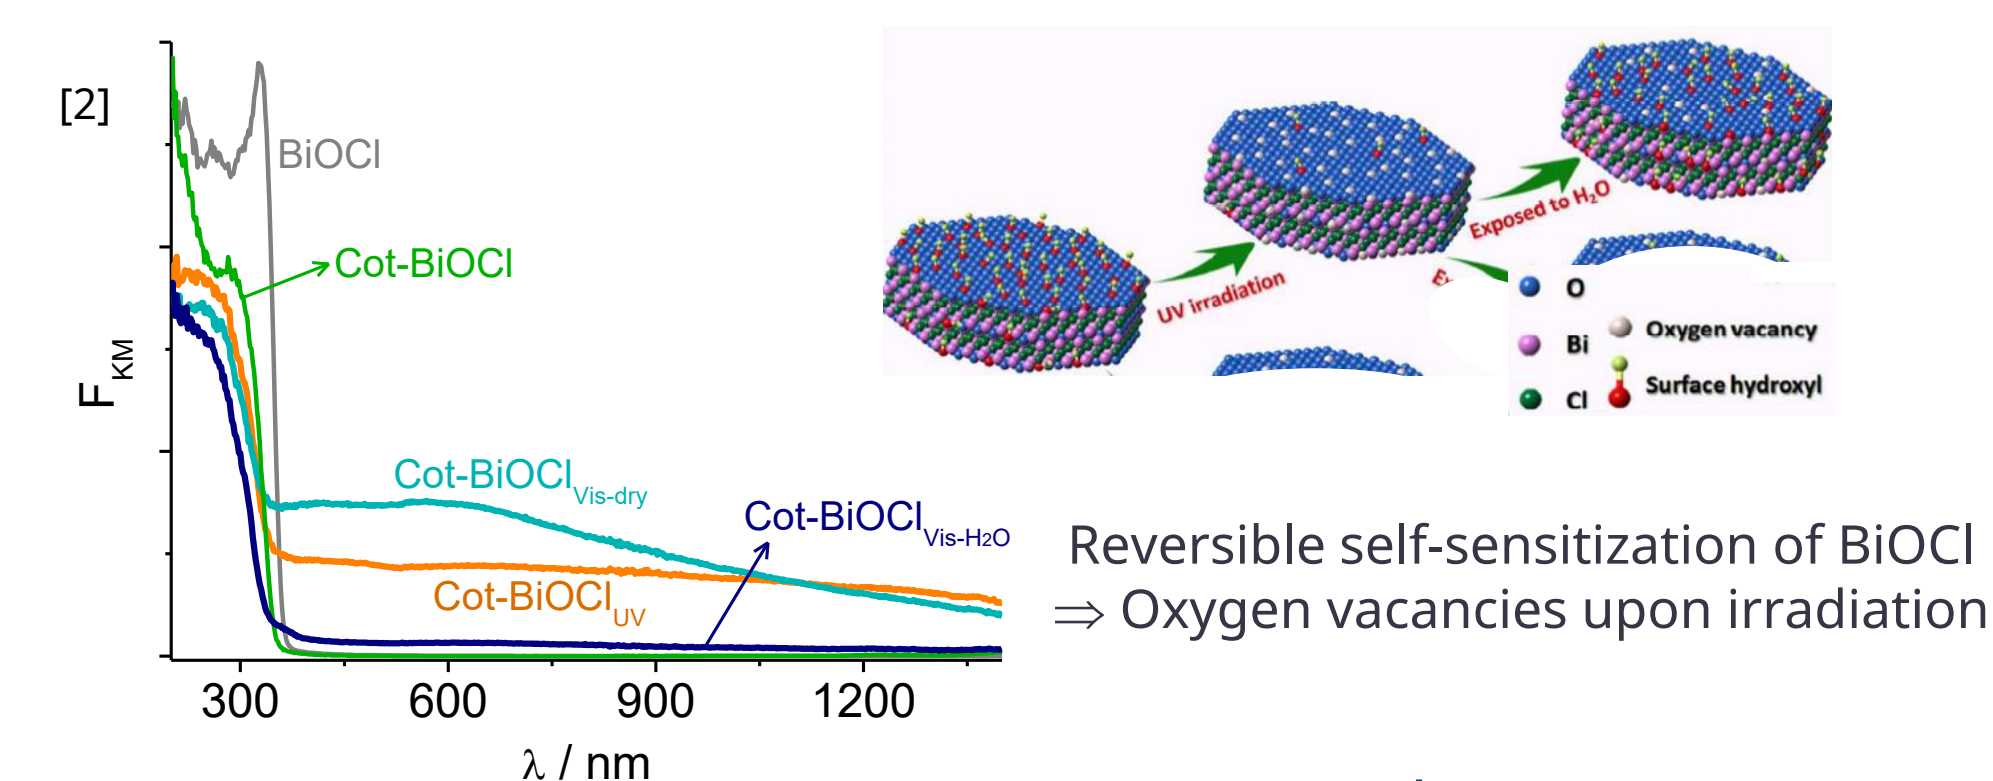 [2]
BiOCl
Cot-BiOCl
Cot-BiOCl Vis-dry
Cot-BiOCl Vis-H2O
Cot-BiOCl UV
F KM
300 600 900 1200
λ / nm
UV irradiation
Exposed to H₂O
O
Bi
Cl
Oxygen vacancy
Surface hydroxyl
Reversible self-sensitization of BiOCl
⇒ Oxygen vacancies upon irradiation